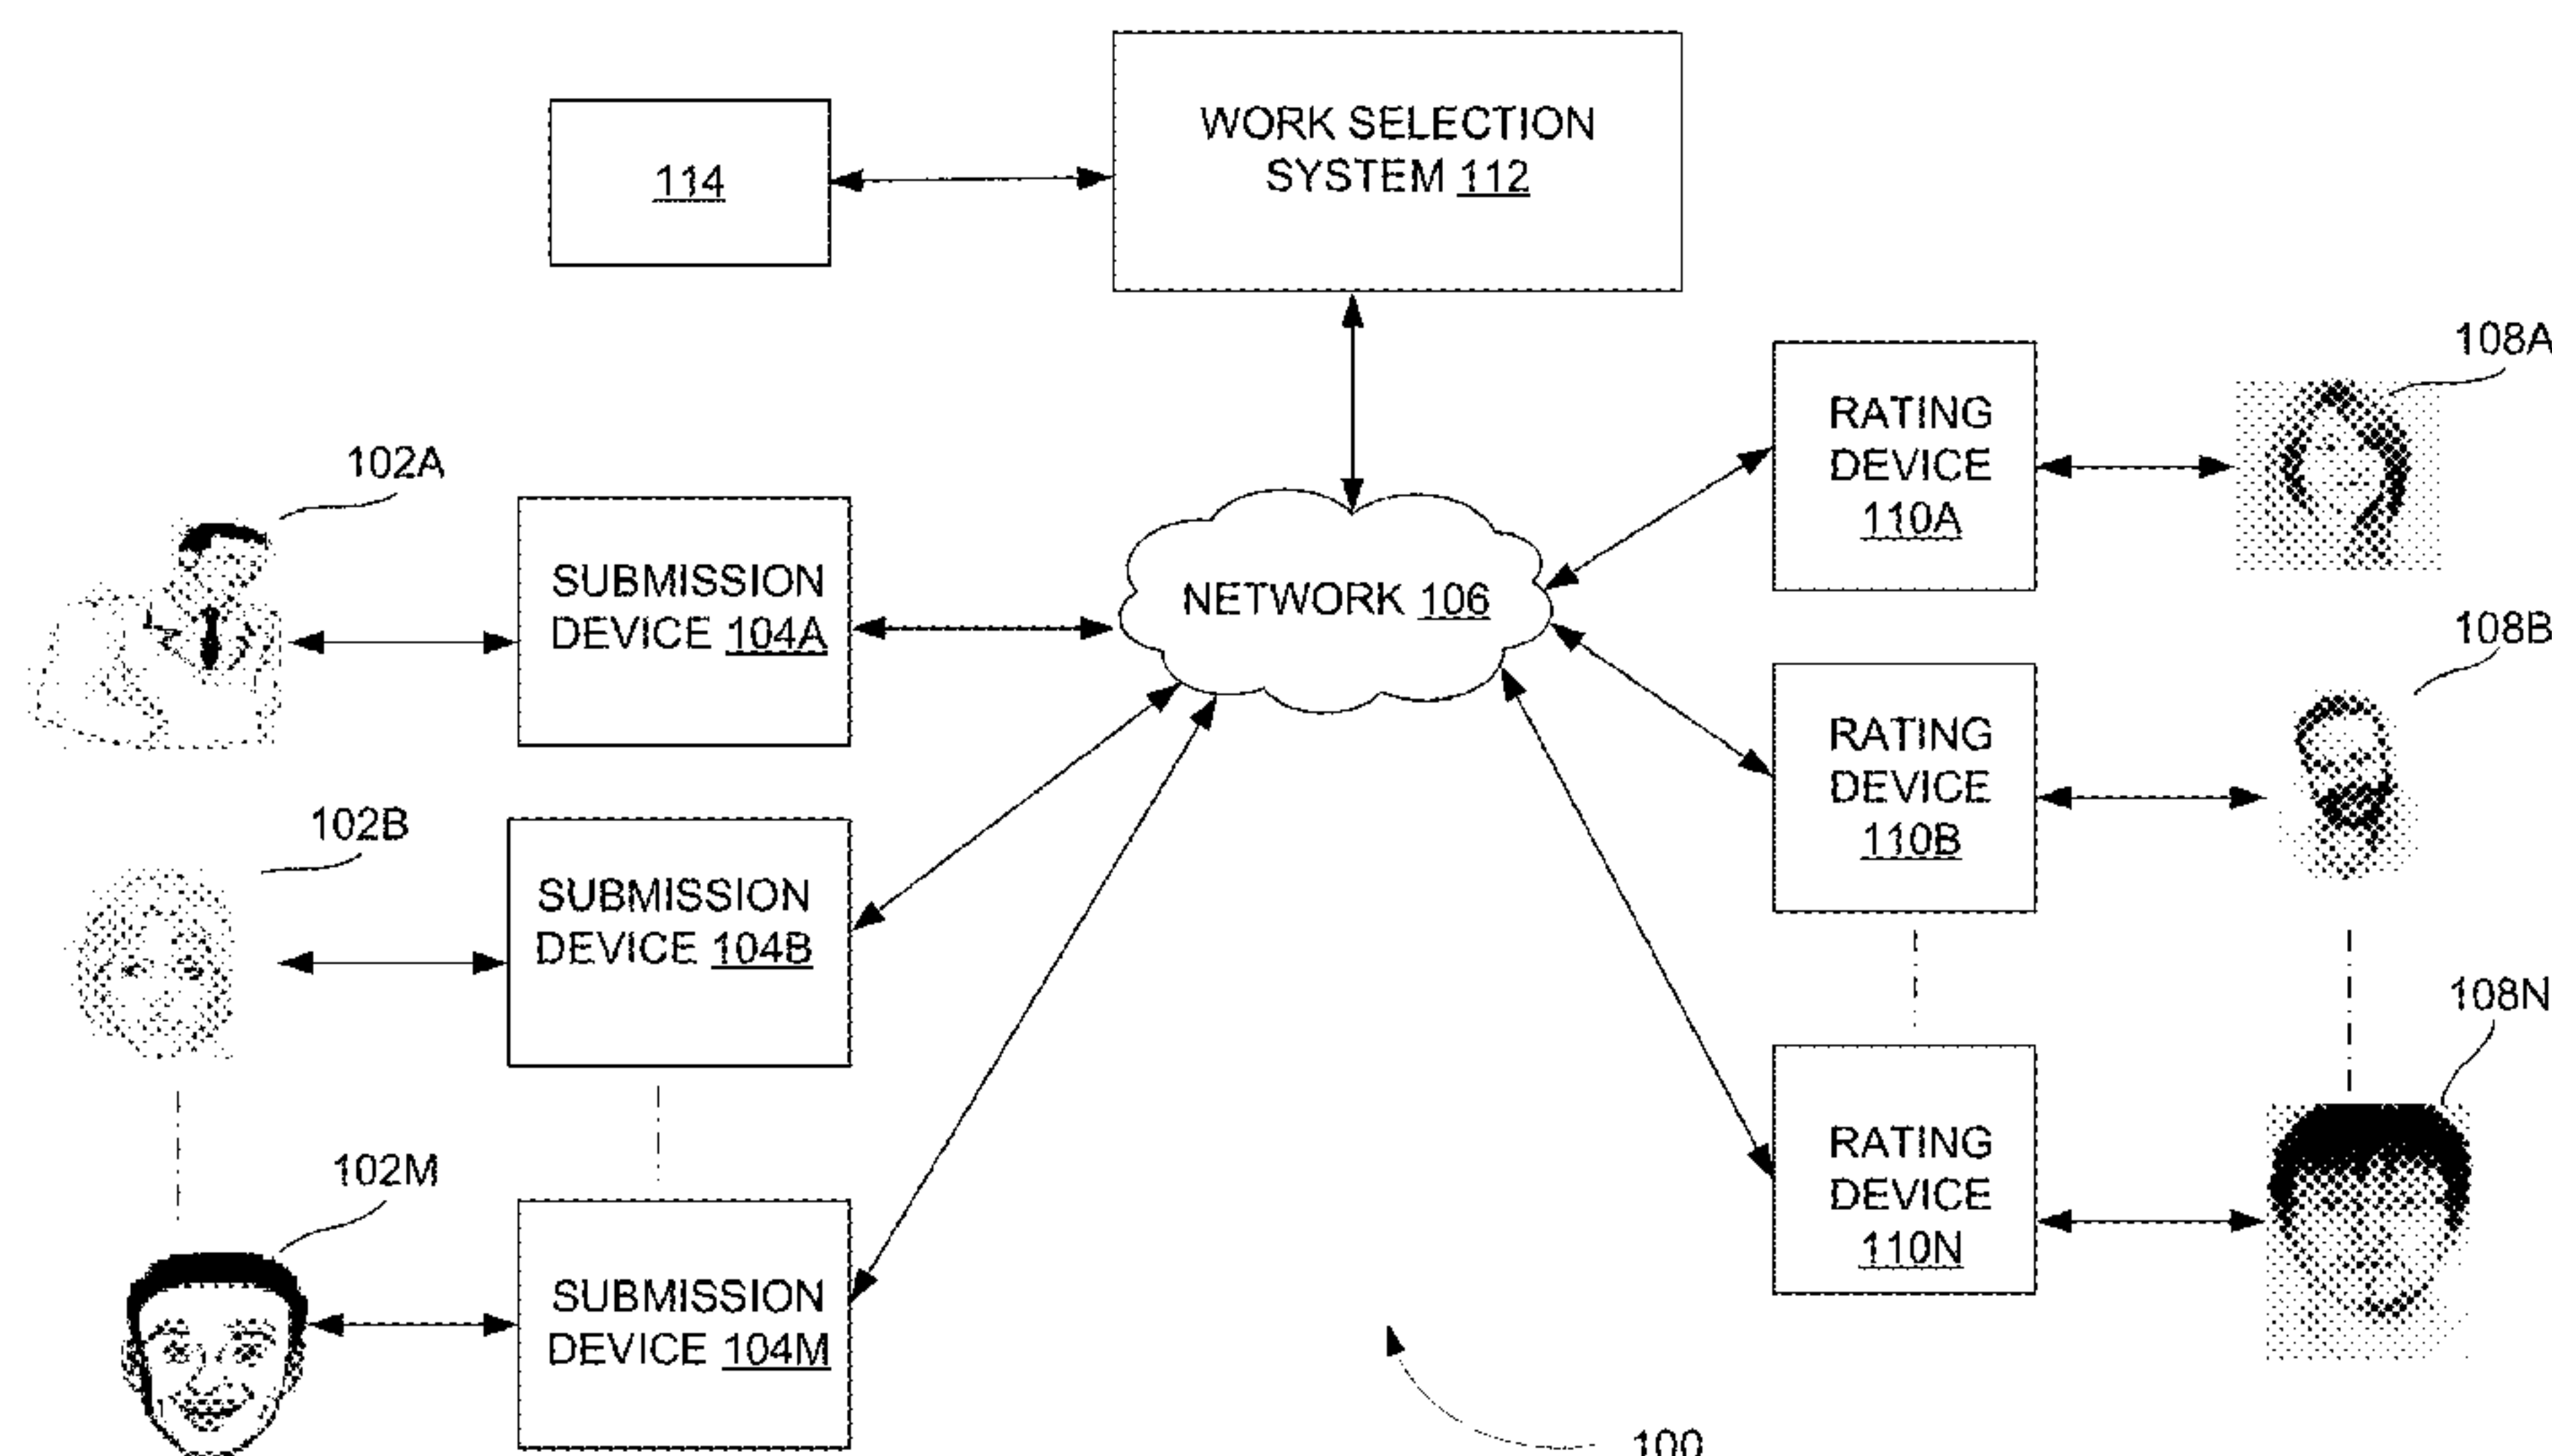 WORK SELECTION
SYSTEM 112
114
108A
RATING
DEVICE
110A
102A
SUBMISSION
DEVICE 104A
NETWORK 106
108B
RATING
DEVICE
110B
102B
SUBMISSION
DEVICE 104B
108N
RATING
DEVICE
110N
102M
SUBMISSION
DEVICE 104M
100